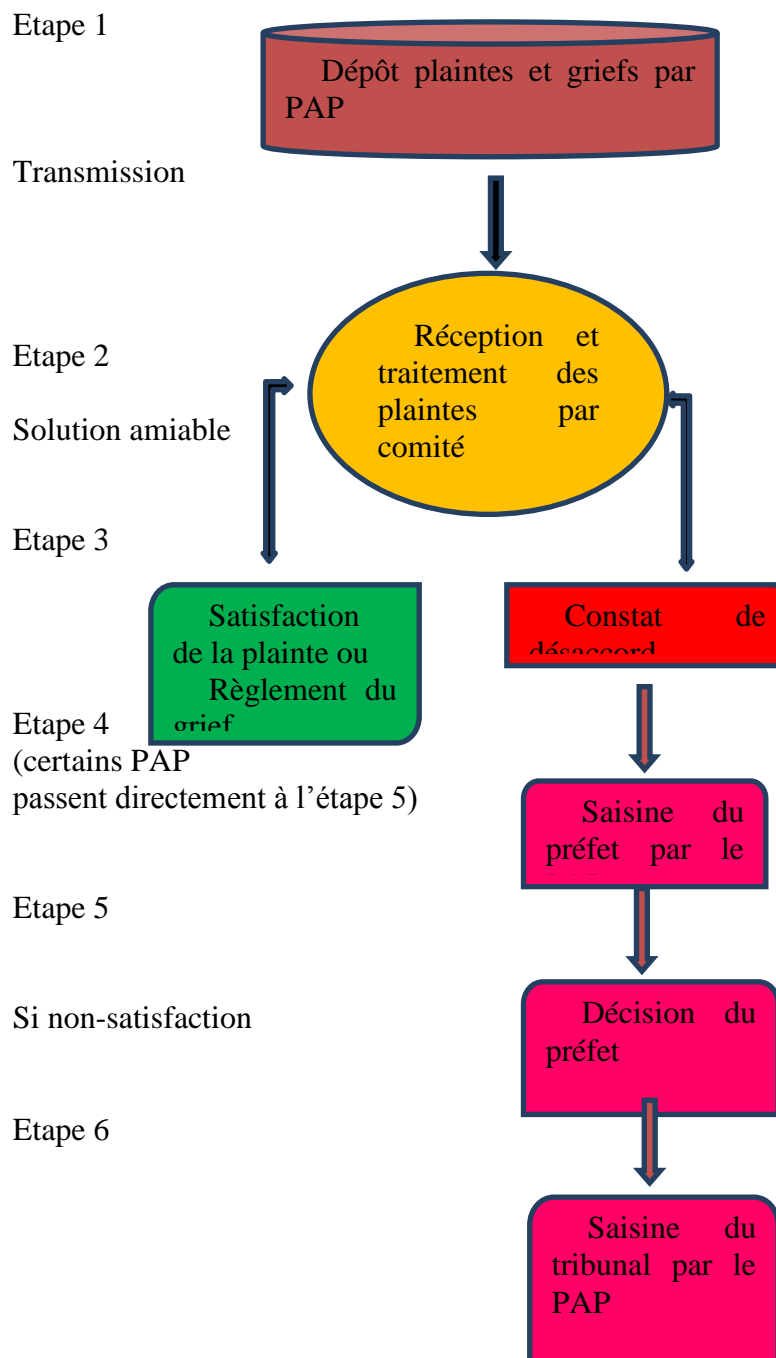 Etape 1
Dépôt plaintes et griefs par
PAP
Transmission
Réception et
traitement des
plaintes par
comité
Etape 2
Solution amiable
Etape 3
Satisfaction
de la plainte ou
Règlement du
grief
Constat de
désaccord
Etape 4
(certains PAP
passent directement à l’étape 5)
Saisine du
préfet par le
Etape 5
Si non-satisfaction
Décision du
préfet
Etape 6
Saisine du
tribunal par le
PAP